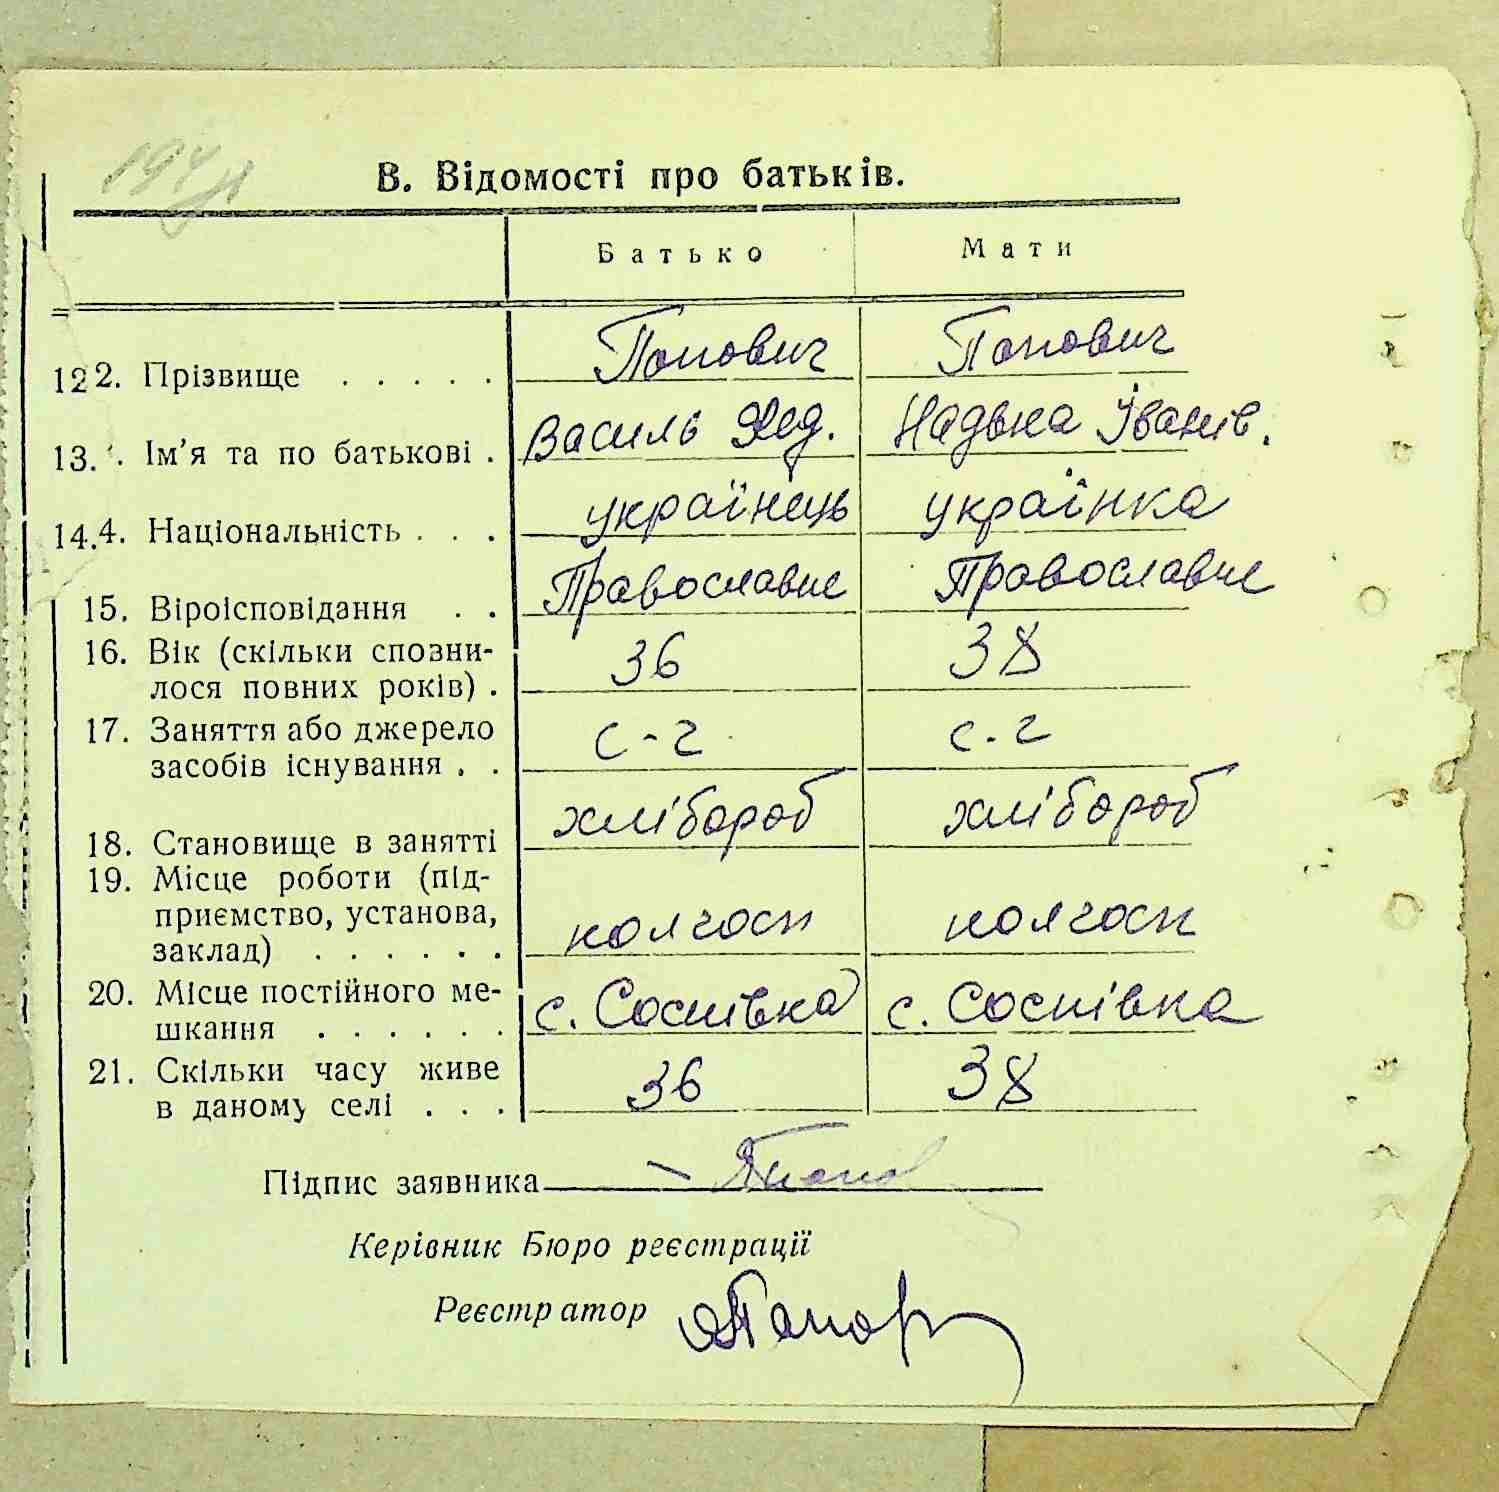 В. Відомості про батьків.
Батько Мати
122. Прізвище . . . . . Попович Попович
13. Ім’я та по батькові . Василь Фед. Надька Іванів.
14.4. Національність . . . українець українка
15. Віроісповідання . . Православне Православне
16. Вік (скільки спозни-
лося повних років) . 36 38
17. Заняття або джерело
засобів існування . . с-г с.г
18. Становище в занятті хлібороб хлібороб
19. Місце роботи (під-
приємство, установа,
заклад) . . . . . . колгосп колгосп
20. Місце постійного ме-
шкання . . . . . . с. Соснівка с. Соснівка
21. Скільки часу живе
в даному селі . . . 36 38
Підпис заявника
Керівник Бюро реєстрації
Реєстратор